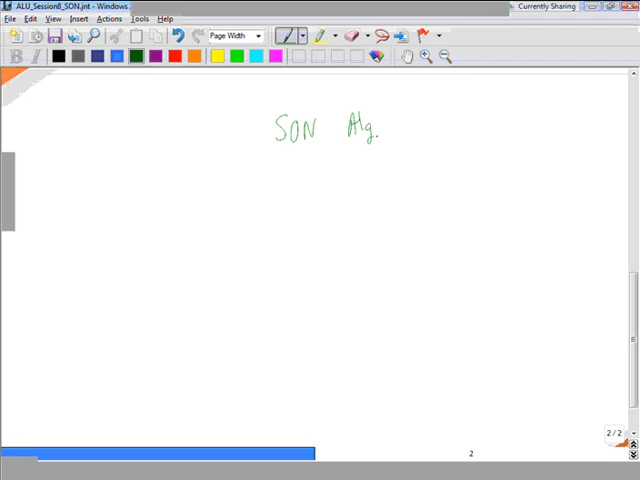 ALU_Session8_SON.jnt - Windows
Currently Sharing
File Edit View Insert Actions Tools Help
Page Width
B I
SON Alg.
2 / 2
2